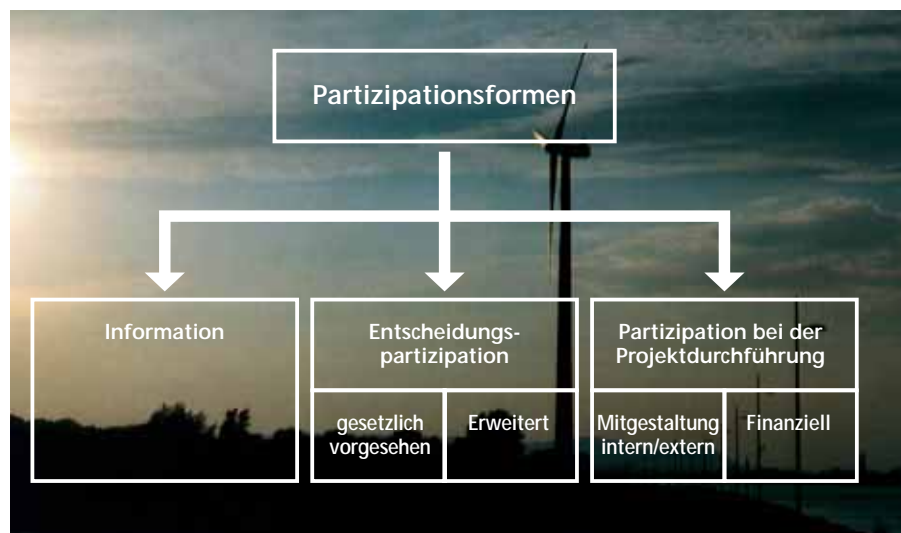 Partizipationsformen
Information
Entscheidungs-
partizipation
gesetzlich
vorgesehen
Erweitert
Partizipation bei der
Projektdurchführung
Mitgestaltung
intern/extern
Finanziell